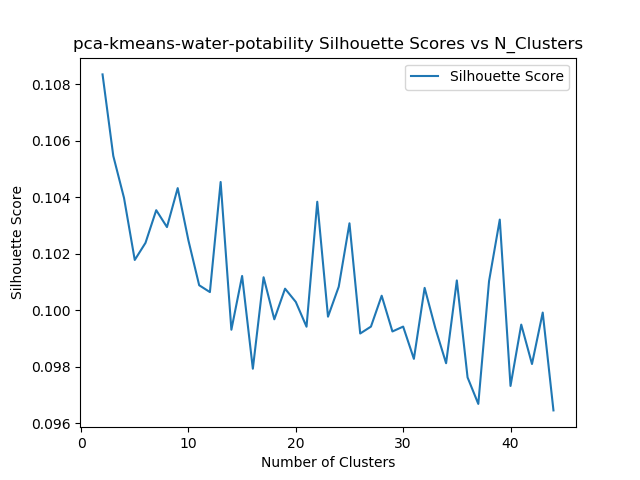 pca-kmeans-water-potability Silhouette Scores vs N_Clusters
Silhouette Score
0.108
0.106
0.104
0.102
0.100
0.098
0.096
Silhouette Score
0 10 20 30 40
Number of Clusters